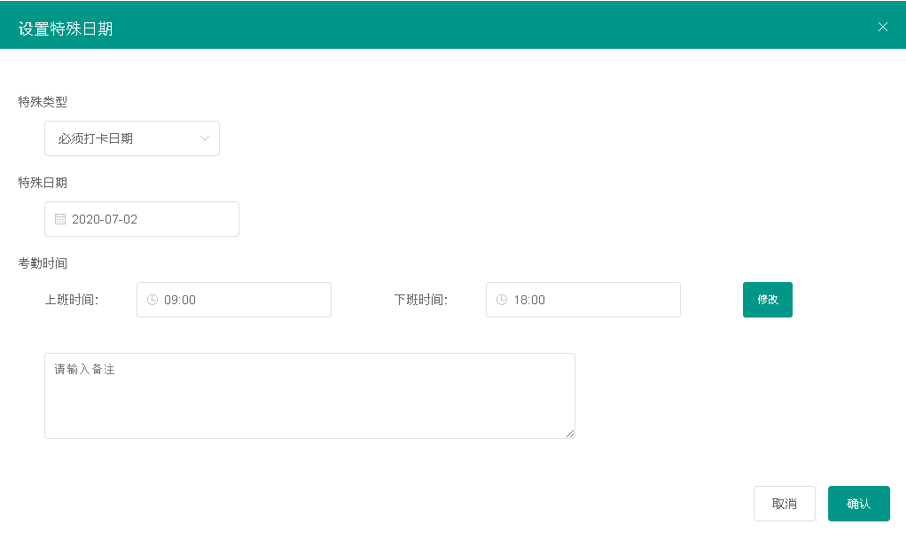 设置特殊日期
特殊类型
必须打卡日期
特殊日期
2020-07-02
考勤时间
上班时间: 09:00 下班时间: 18:00 修改
请输入备注
取消 确认